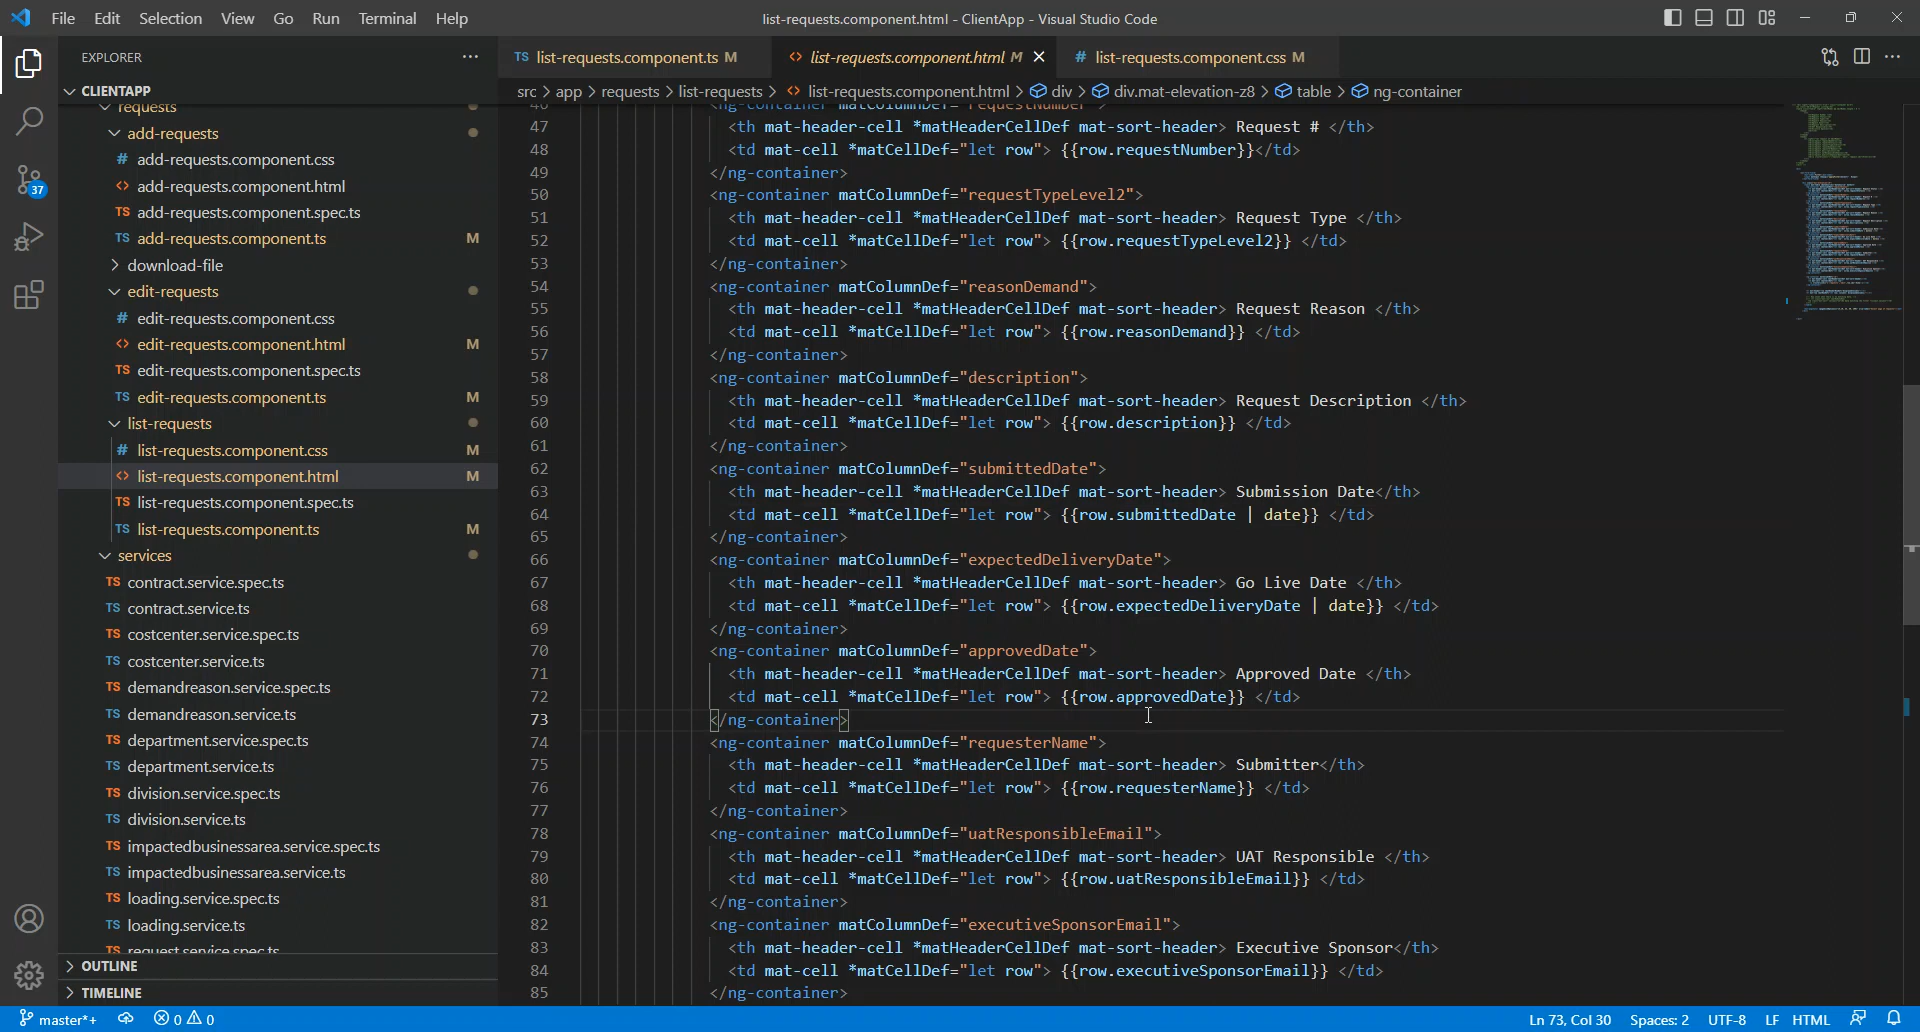 File Edit Selection View Go Run Terminal Help
list-requests.component.html - ClientApp - Visual Studio Code
EXPLORER
CLIENTAPP
requests
add-requests
add-requests.component.css
add-requests.component.html
add-requests.component.spec.ts
add-requests.component.ts M
download-file
edit-requests
edit-requests.component.css
edit-requests.component.html M
edit-requests.component.spec.ts
edit-requests.component.ts M
list-requests
list-requests.component.css M
list-requests.component.html M
list-requests.component.spec.ts
list-requests.component.ts M
services
contract.service.spec.ts
contract.service.ts
costcenter.service.spec.ts
costcenter.service.ts
demandreason.service.spec.ts
demandreason.service.ts
department.service.spec.ts
department.service.ts
division.service.spec.ts
division.service.ts
impactedbusinessarea.service.spec.ts
impactedbusinessarea.service.ts
loading.service.spec.ts
loading.service.ts
request.service.spec.ts
OUTLINE
TIMELINE
37
TS list-requests.component.ts M
<> list-requests.component.html M
# list-requests.component.css M
src > app > requests > list-requests > <> list-requests.component.html > div > div.mat-elevation-z8 > table > ng-container
46 <ng-container matColumnDef="requestNumber">
47 <th mat-header-cell *matHeaderCellDef mat-sort-header> Request # </th>
48 <td mat-cell *matCellDef="let row"> {{row.requestNumber}}</td>
49 </ng-container>
50 <ng-container matColumnDef="requestTypeLevel2">
51 <th mat-header-cell *matHeaderCellDef mat-sort-header> Request Type </th>
52 <td mat-cell *matCellDef="let row"> {{row.requestTypeLevel2}} </td>
53 </ng-container>
54 <ng-container matColumnDef="reasonDemand">
55 <th mat-header-cell *matHeaderCellDef mat-sort-header> Request Reason </th>
56 <td mat-cell *matCellDef="let row"> {{row.reasonDemand}} </td>
57 </ng-container>
58 <ng-container matColumnDef="description">
59 <th mat-header-cell *matHeaderCellDef mat-sort-header> Request Description </th>
60 <td mat-cell *matCellDef="let row"> {{row.description}} </td>
61 </ng-container>
62 <ng-container matColumnDef="submittedDate">
63 <th mat-header-cell *matHeaderCellDef mat-sort-header> Submission Date</th>
64 <td mat-cell *matCellDef="let row"> {{row.submittedDate | date}} </td>
65 </ng-container>
66 <ng-container matColumnDef="expectedDeliveryDate">
67 <th mat-header-cell *matHeaderCellDef mat-sort-header> Go Live Date </th>
68 <td mat-cell *matCellDef="let row"> {{row.expectedDeliveryDate | date}} </td>
69 </ng-container>
70 <ng-container matColumnDef="approvedDate">
71 <th mat-header-cell *matHeaderCellDef mat-sort-header> Approved Date </th>
72 <td mat-cell *matCellDef="let row"> {{row.approvedDate}} </td>
73 </ng-container>
74 <ng-container matColumnDef="requesterName">
75 <th mat-header-cell *matHeaderCellDef mat-sort-header> Submitter</th>
76 <td mat-cell *matCellDef="let row"> {{row.requesterName}} </td>
77 </ng-container>
78 <ng-container matColumnDef="uatResponsibleEmail">
79 <th mat-header-cell *matHeaderCellDef mat-sort-header> UAT Responsible </th>
80 <td mat-cell *matCellDef="let row"> {{row.uatResponsibleEmail}} </td>
81 </ng-container>
82 <ng-container matColumnDef="executiveSponsorEmail">
83 <th mat-header-cell *matHeaderCellDef mat-sort-header> Executive Sponsor</th>
84 <td mat-cell *matCellDef="let row"> {{row.executiveSponsorEmail}} </td>
85 </ng-container>
master*+ 0 0 Ln 73, Col 30 Spaces: 2 UTF-8 LF HTML